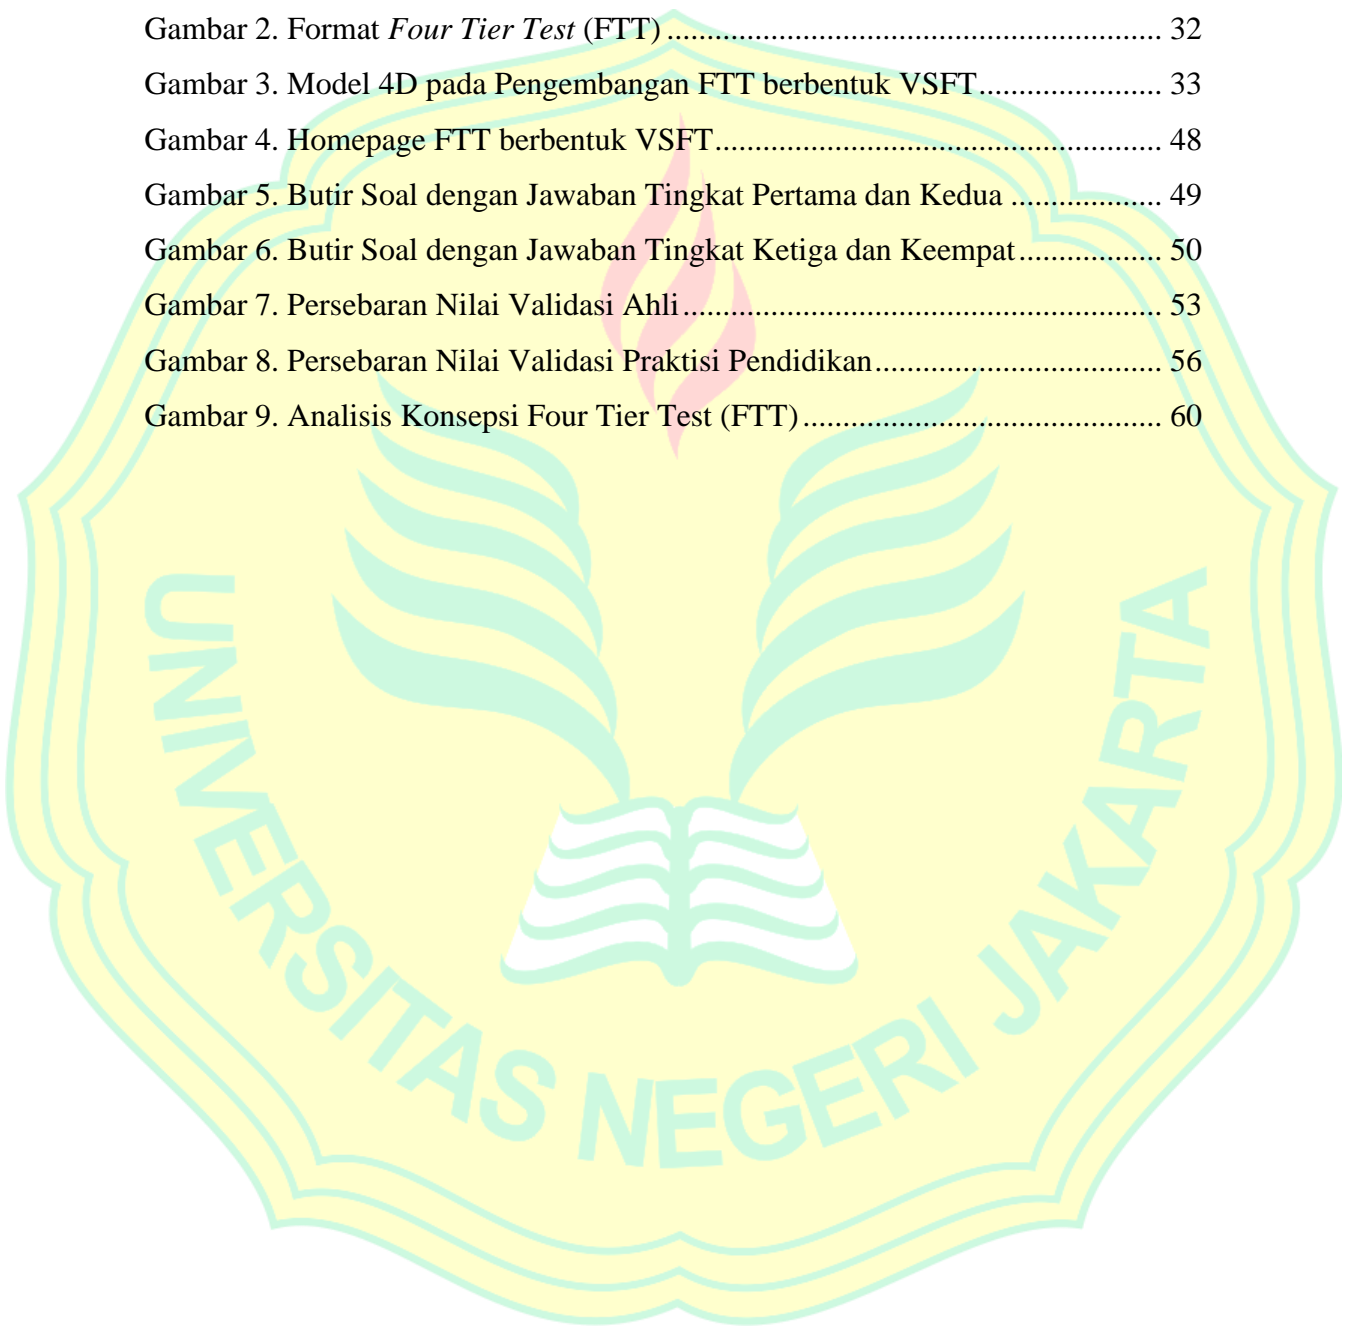 Gambar 2. Format Four Tier Test (FTT) ............................................................. 32
Gambar 3. Model 4D pada Pengembangan FTT berbentuk VSFT....................... 33
Gambar 4. Homepage FTT berbentuk VSFT....................................................... 48
Gambar 5. Butir Soal dengan Jawaban Tingkat Pertama dan Kedua ................... 49
Gambar 6. Butir Soal dengan Jawaban Tingkat Ketiga dan Keempat.................. 50
Gambar 7. Persebaran Nilai Validasi Ahli........................................................... 53
Gambar 8. Persebaran Nilai Validasi Praktisi Pendidikan................................... 56
Gambar 9. Analisis Konsepsi Four Tier Test (FTT)............................................ 60
UNIVERSITAS NEGERI JAKARTA